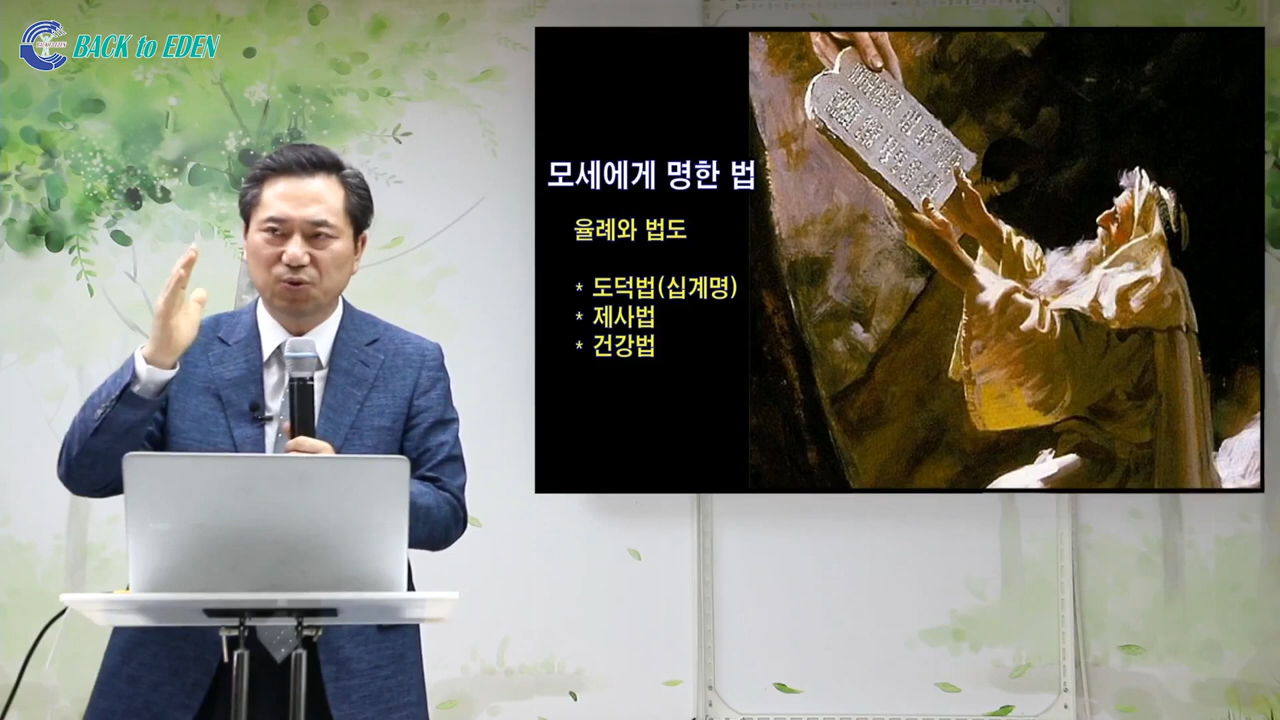 BACK to EDEN
모세에게 명한 법
율례와 법도
* 도덕법(십계명)
* 제사법
* 건강법